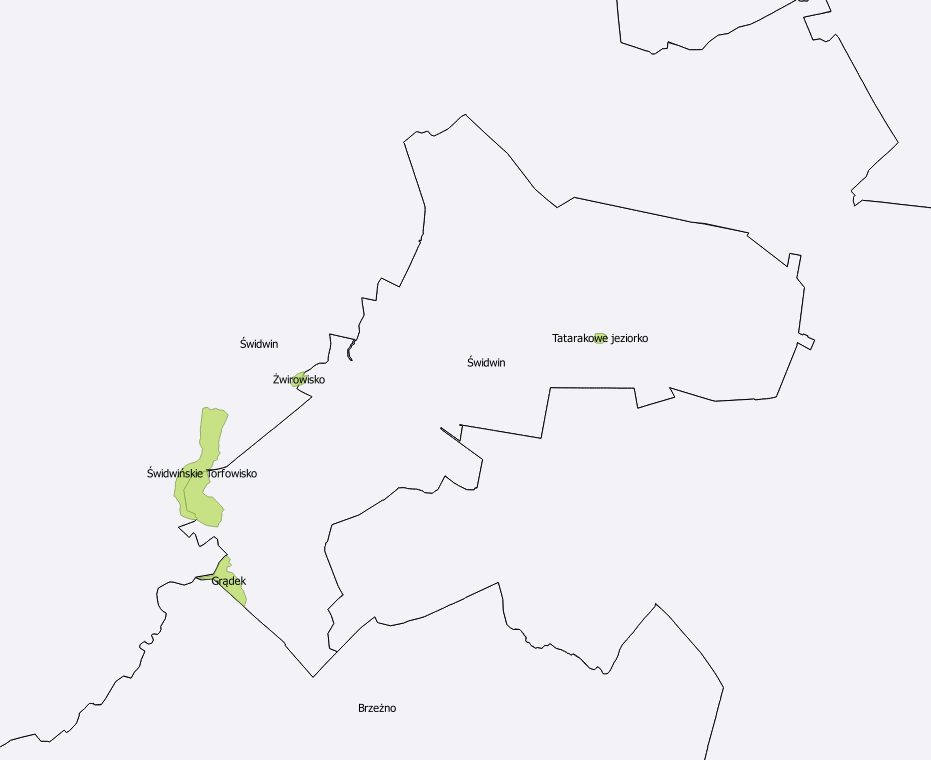 Tatarakowe jeziorko
Świdwin
Świdwin
Żwirowisko
Świdwińskie Torfowisko
Grądek
Brzeżno